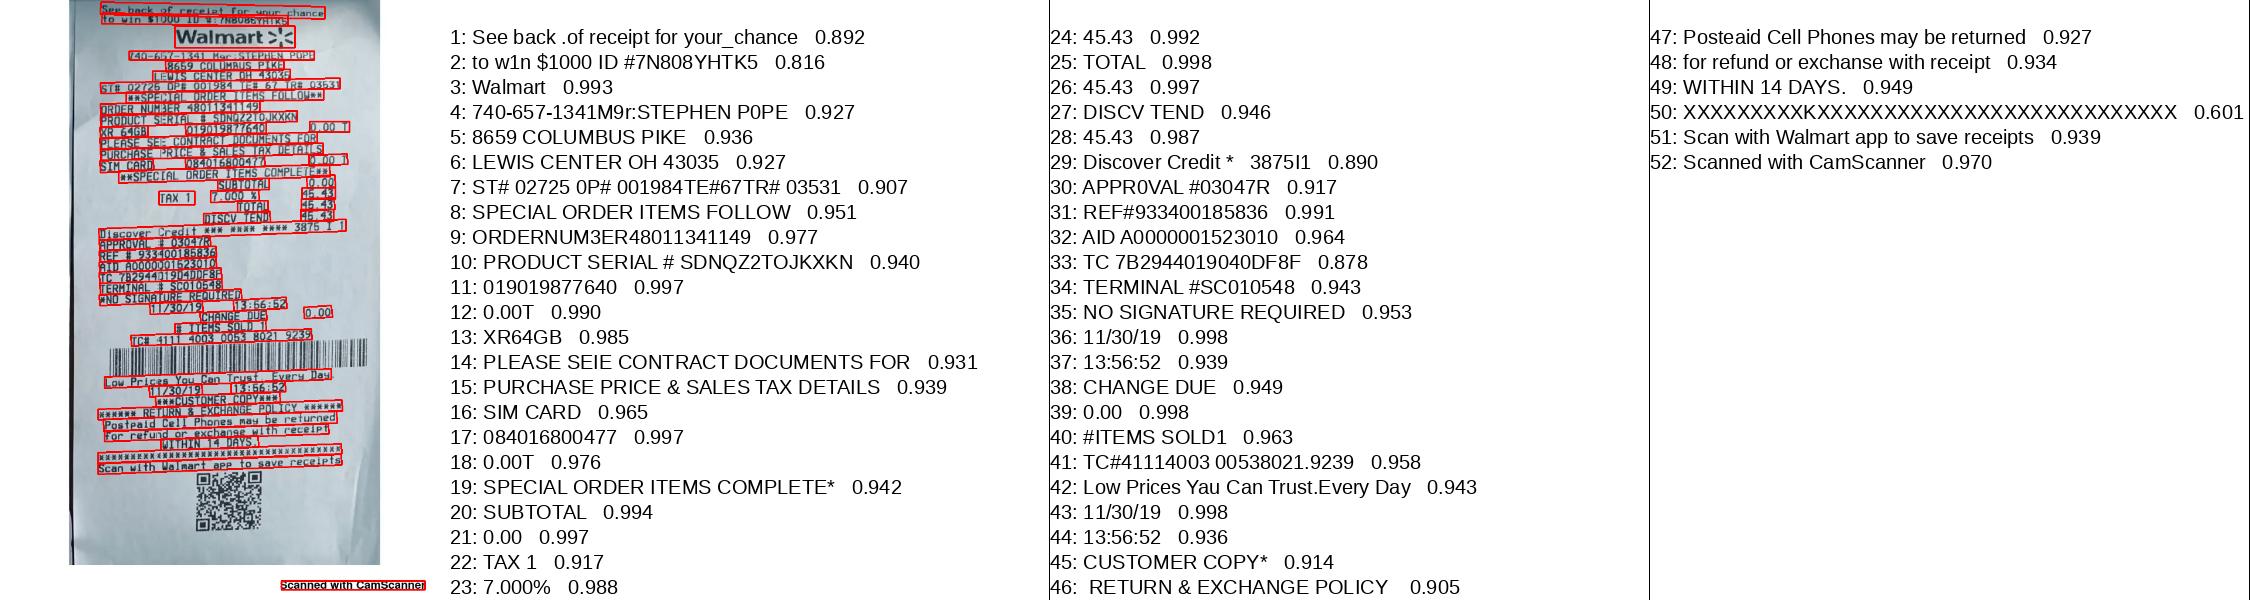 See back of receipt for your chance
to win $1000 ID #:7N8086YHTK5
Walmart
740-657-1341 Mgr:STEPHEN POPE
8659 COLUMBUS PIKE
LEWIS CENTER OH 43035
ST# 02725 OP# 001984 TE# 67 TR# 03531
**SPECIAL ORDER ITEMS FOLLOW**
ORDER NUMBER 48011341149
PRODUCT SERIAL # SDNQZ2TOJKXKN
XR 64GB 019019877640 0.00 T
PLEASE SEE CONTRACT DOCUMENTS FOR
PURCHASE PRICE & SALES TAX DETAILS
SIM CARD 084016800477 0.00 T
**SPECIAL ORDER ITEMS COMPLETE**
SUBTOTAL 0.00
TAX 1 7.000 % 45.43
TOTAL 45.43
DISCV TEND 45.43
Discover Credit *** **** **** 3875 I 1
APPROVAL # 03047R
REF # 933400185836
AID A0000001523010
TC 7B2944019040DF8F
TERMINAL # SC010548
*NO SIGNATURE REQUIRED
11/30/19 13:56:52
CHANGE DUE 0.00
# ITEMS SOLD 1
TC# 4111 4003 0053 8021 9239
Low Prices You Can Trust. Every Day.
11/30/19 13:56:52
***CUSTOMER COPY***
****** RETURN & EXCHANGE POLICY ******
Postpaid Cell Phones may be returned
for refund or exchange with receipt
WITHIN 14 DAYS.
Scan with Walmart app to save receipts
Scanned with CamScanner
1: See back .of receipt for your_chance 0.892
2: to w1n $1000 ID #7N808YHTK5 0.816
3: Walmart 0.993
4: 740-657-1341M9r:STEPHEN P0PE 0.927
5: 8659 COLUMBUS PIKE 0.936
6: LEWIS CENTER OH 43035 0.927
7: ST# 02725 0P# 001984TE#67TR# 03531 0.907
8: SPECIAL ORDER ITEMS FOLLOW 0.951
9: ORDERNUM3ER48011341149 0.977
10: PRODUCT SERIAL # SDNQZ2TOJKXKN 0.940
11: 019019877640 0.997
12: 0.00T 0.990
13: XR64GB 0.985
14: PLEASE SEIE CONTRACT DOCUMENTS FOR 0.931
15: PURCHASE PRICE & SALES TAX DETAILS 0.939
16: SIM CARD 0.965
17: 084016800477 0.997
18: 0.00T 0.976
19: SPECIAL ORDER ITEMS COMPLETE* 0.942
20: SUBTOTAL 0.994
21: 0.00 0.997
22: TAX 1 0.917
23: 7.000% 0.988
24: 45.43 0.992
25: TOTAL 0.998
26: 45.43 0.997
27: DISCV TEND 0.946
28: 45.43 0.987
29: Discover Credit * 3875I1 0.890
30: APPR0VAL #03047R 0.917
31: REF#933400185836 0.991
32: AID A0000001523010 0.964
33: TC 7B2944019040DF8F 0.878
34: TERMINAL #SC010548 0.943
35: NO SIGNATURE REQUIRED 0.953
36: 11/30/19 0.998
37: 13:56:52 0.939
38: CHANGE DUE 0.949
39: 0.00 0.998
40: #ITEMS SOLD1 0.963
41: TC#41114003 00538021.9239 0.958
42: Low Prices Yau Can Trust.Every Day 0.943
43: 11/30/19 0.998
44: 13:56:52 0.936
45: CUSTOMER COPY* 0.914
46: RETURN & EXCHANGE POLICY 0.905
47: Posteaid Cell Phones may be returned 0.927
48: for refund or exchanse with receipt 0.934
49: WITHIN 14 DAYS. 0.949
50: XXXXXXXXXKXXXXXXXXXXXXXXXXXXXXXXXXXXXX 0.601
51: Scan with Walmart app to save receipts 0.939
52: Scanned with CamScanner 0.970